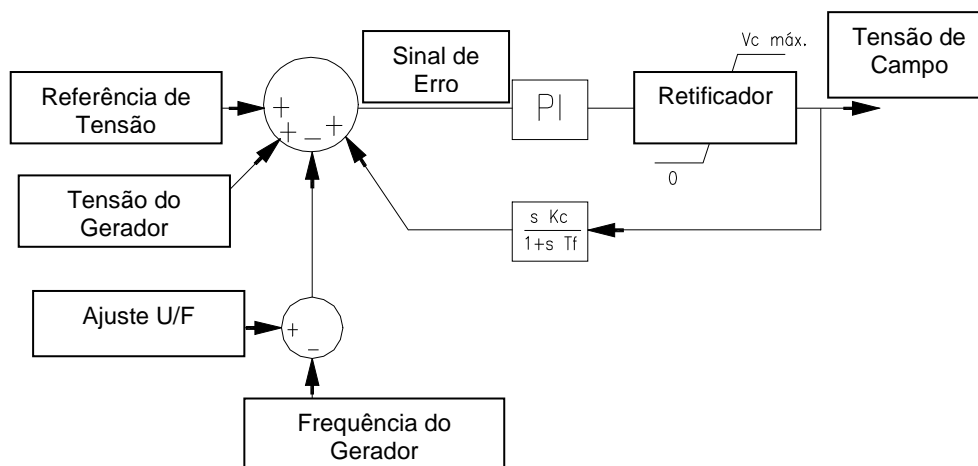 Vc máx.
Tensão de
Campo
Sinal de
Erro
Referência de
Tensão
+
+ − +
PI
Retificador
0
Tensão do
Gerador
s Kc
1+s Tf
Ajuste U/F
+
−
Frequência do
Gerador